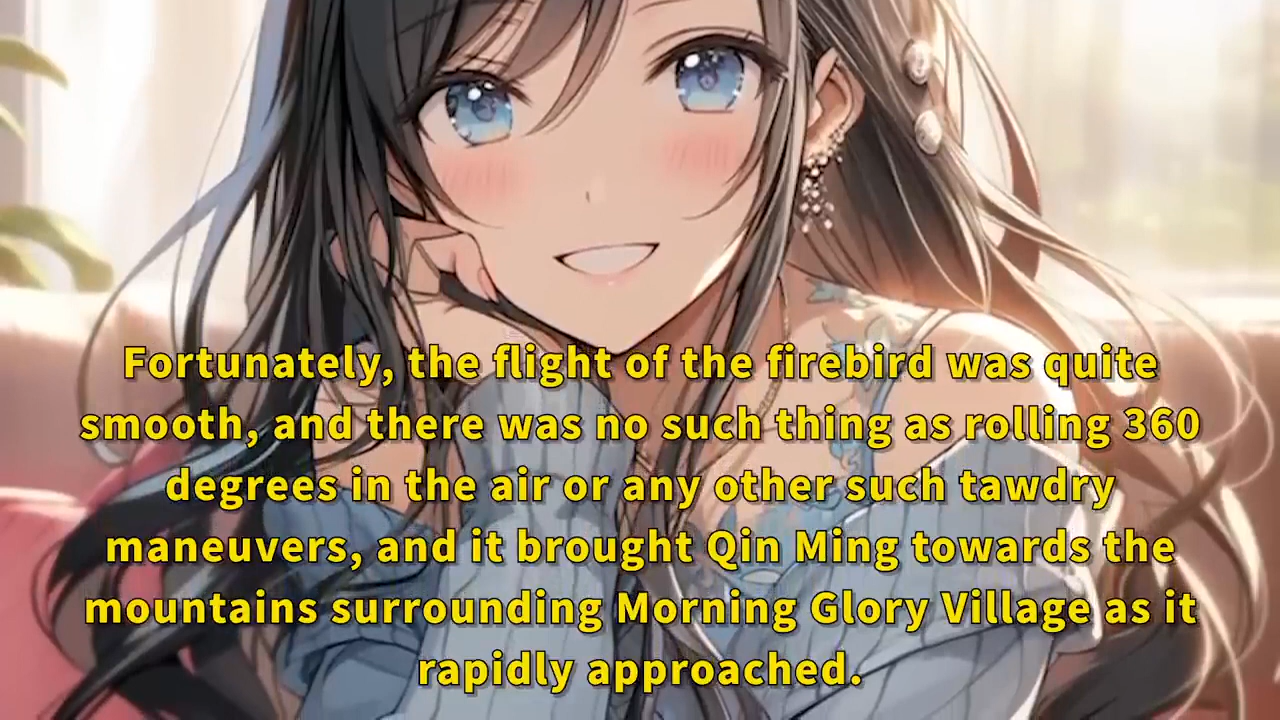 Fortunately, the flight of the firebird was quite
smooth, and there was no such thing as rolling 360
degrees in the air or any other such tawdry
maneuvers, and it brought Qin Ming towards the
mountains surrounding Morning Glory Village as it
rapidly approached.